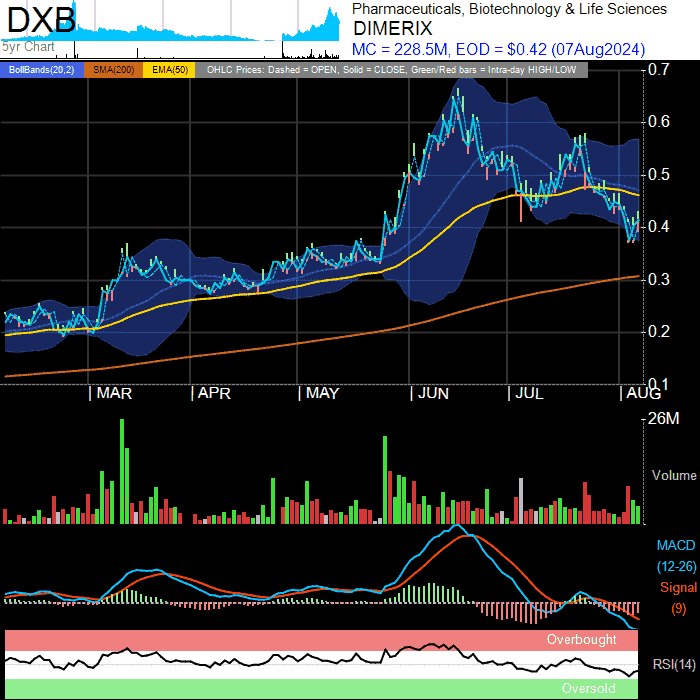 DXB
5yr Chart
Pharmaceuticals, Biotechnology & Life Sciences
DIMERIX
MC = 228.5M, EOD = $0.42 (07Aug2024)
BollBands(20,2) SMA(200) EMA(50) OHLC Prices: Dashed = OPEN, Solid = CLOSE, Green/Red bars = Intra-day HIGH/LOW
0.7
0.6
0.5
0.4
0.3
0.2
0.1
MAR APR MAY JUN JUL AUG
26M
Volume
MACD
(12-26)
Signal
(9)
Overbought
RSI(14)
Oversold